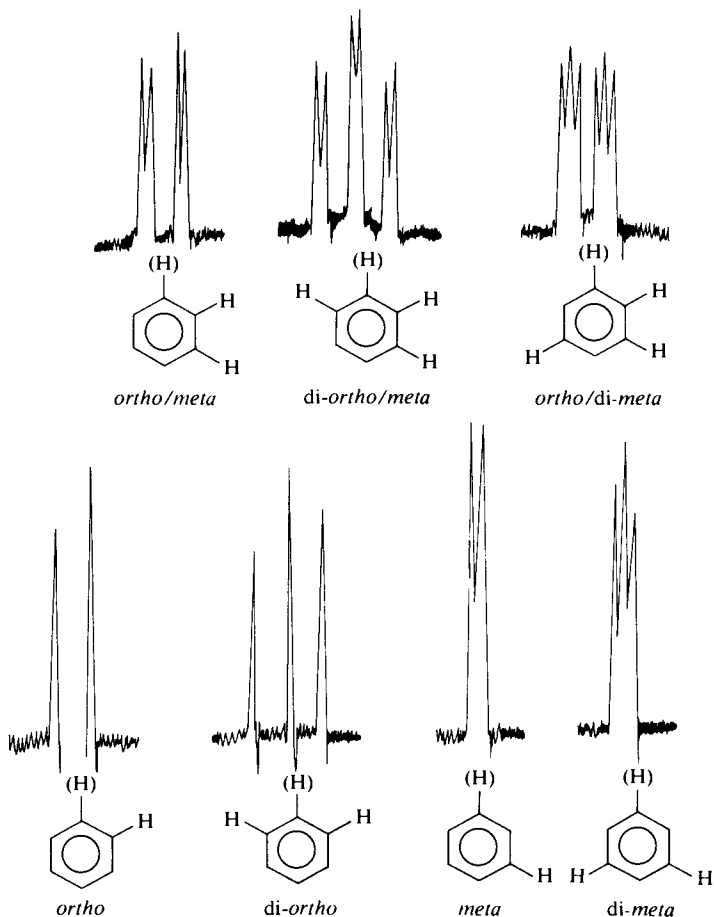 (H) (H) (H)
H H H H
H H H H
ortho/meta di-ortho/meta ortho/di-meta
(H) (H) (H) (H)
H H H
H H H
ortho di-ortho meta di-meta